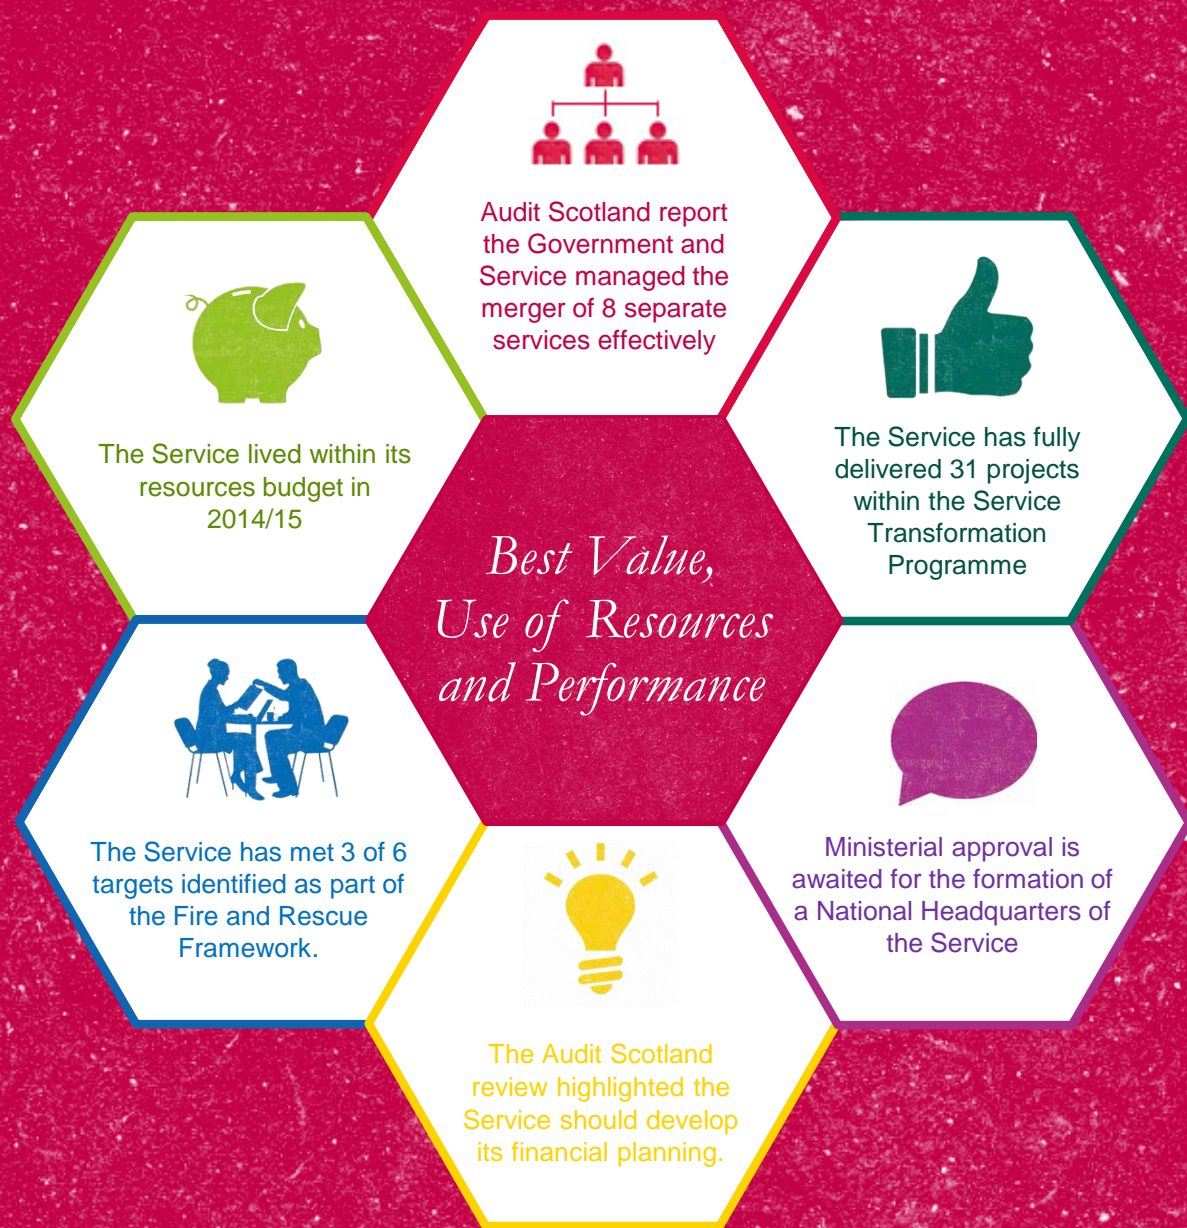 Audit Scotland report
the Government and
Service managed the
merger of 8 separate
services effectively
The Service lived within its
resources budget in
2014/15
The Service has fully
delivered 31 projects
within the Service
Transformation
Programme
Best Value,
Use of Resources
and Performance
The Service has met 3 of 6
targets identified as part of
the Fire and Rescue
Framework.
Ministerial approval is
awaited for the formation of
a National Headquarters of
the Service
The Audit Scotland
review highlighted the
Service should develop
its financial planning.